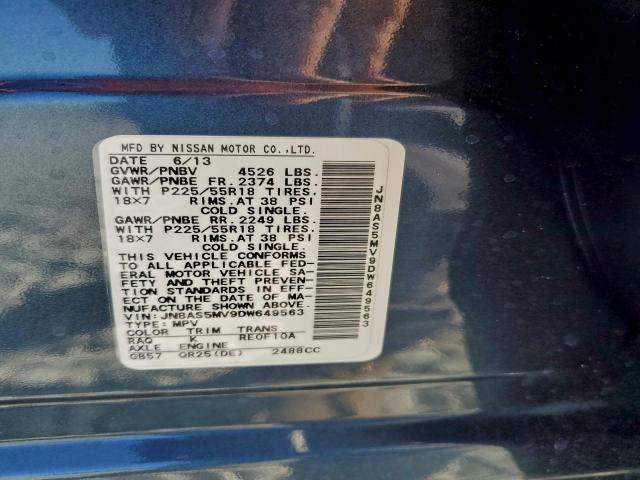 MFD BY NISSAN MOTOR CO.,LTD.
DATE 6/13
GVWR/PNBV 4526 LBS.
GAWR/PNBE FR. 2374 LBS.
WITH P225/55R18 TIRES.
18X7 RIMS.AT 38 PSI
COLD SINGLE.
GAWR/PNBE RR. 2249 LBS.
WITH P225/55R18 TIRES.
18X7 RIMS.AT 38 PSI
COLD SINGLE.
THIS VEHICLE CONFORMS
TO ALL APPLICABLE FED-
ERAL MOTOR VEHICLE SA-
FETY AND THEFT PREVEN-
TION STANDARDS IN EFF-
ECT ON THE DATE OF MA-
NUFACTURE SHOWN ABOVE.
VIN: JN8AS5MV9DW649563
TYPE: MPV
COLOR TRIM TRANS
RAQ K RE0F10A
AXLE ENGINE
GB57 QR25(DE) 2488CC
JN8AS5MV9DW649563